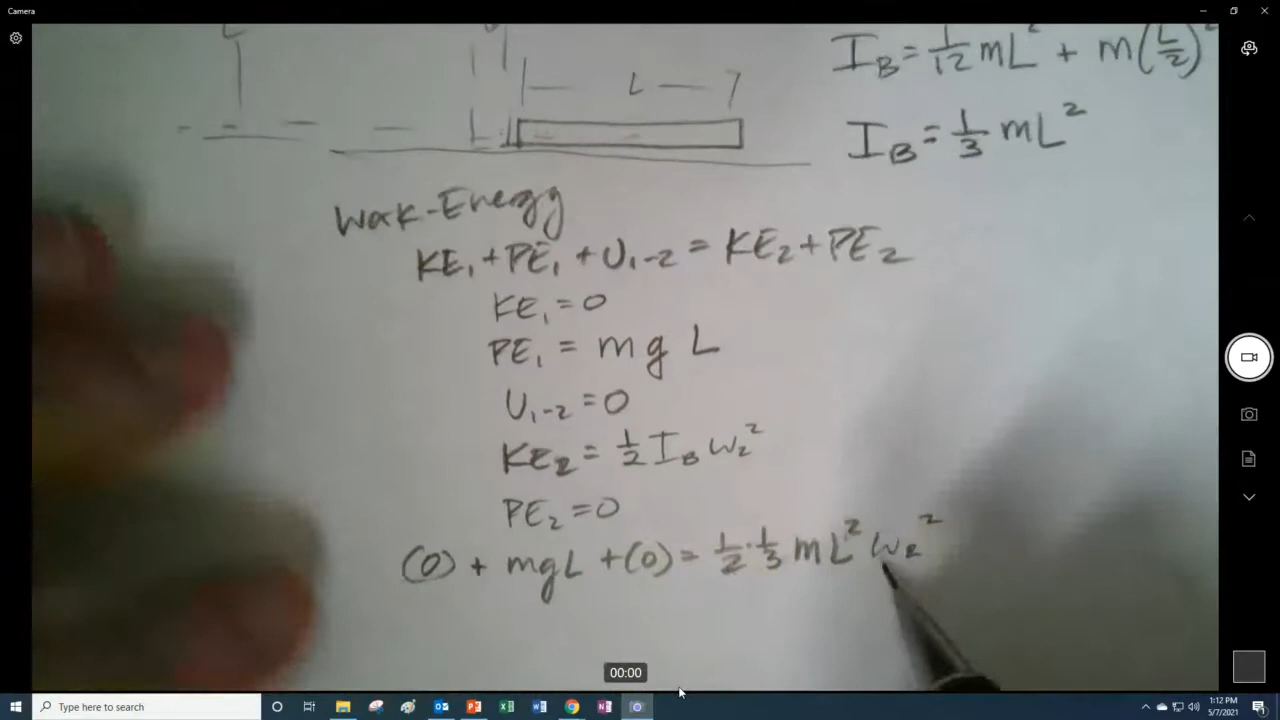 Camera
I_B = 1/12 mL² + m(L/2)²
L
I_B = 1/3 mL²
Work-Energy
KE₁ + PE₁ + U₁₋₂ = KE₂ + PE₂
KE₁ = 0
PE₁ = mg L
U₁₋₂ = 0
KE₂ = 1/2 I_B ω₂²
PE₂ = 0
(0) + mgL + (0) = 1/2 · 1/3 mL² ω₂²
00:00
Type here to search
1:12 PM
5/7/2021